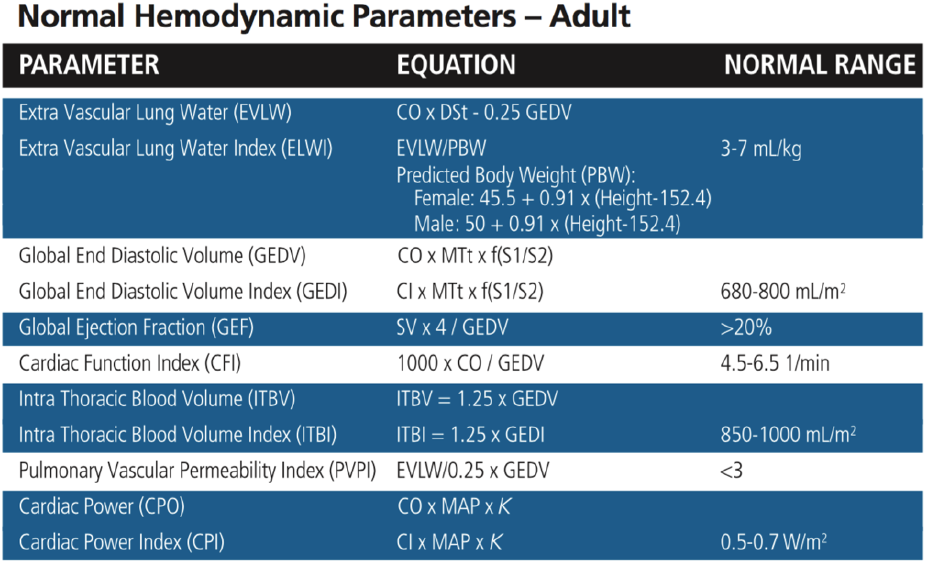 Normal Hemodynamic Parameters – Adult
PARAMETER EQUATION NORMAL RANGE
Extra Vascular Lung Water (EVLW) CO x DSt - 0.25 GEDV
Extra Vascular Lung Water Index (ELWI) EVLW/PBW 3-7 mL/kg
Predicted Body Weight (PBW):
Female: 45.5 + 0.91 x (Height-152.4)
Male: 50 + 0.91 x (Height-152.4)
Global End Diastolic Volume (GEDV) CO x MTt x f(S1/S2)
Global End Diastolic Volume Index (GEDI) CI x MTt x f(S1/S2) 680-800 mL/m²
Global Ejection Fraction (GEF) SV x 4 / GEDV >20%
Cardiac Function Index (CFI) 1000 x CO / GEDV 4.5-6.5 1/min
Intra Thoracic Blood Volume (ITBV) ITBV = 1.25 x GEDV
Intra Thoracic Blood Volume Index (ITBI) ITBI = 1.25 x GEDI 850-1000 mL/m²
Pulmonary Vascular Permeability Index (PVPI) EVLW/0.25 x GEDV <3
Cardiac Power (CPO) CO x MAP x K
Cardiac Power Index (CPI) CI x MAP x K 0.5-0.7 W/m²